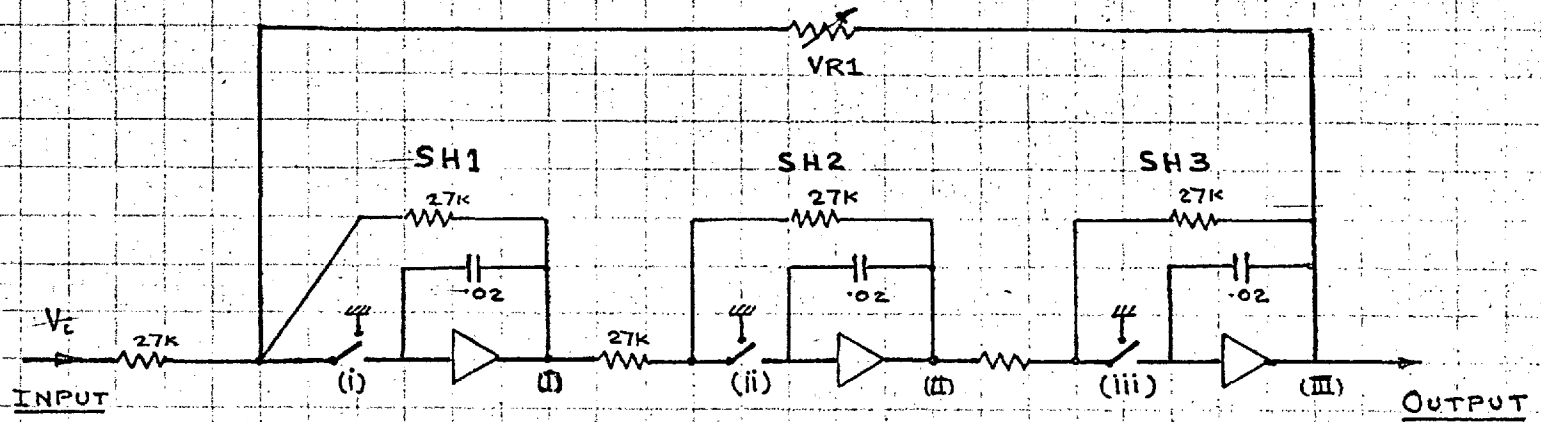 VR1
SH1
SH2
SH3
27K
27K
27K
.02
.02
.02
Vi
27K
27K
(i)
(I)
(ii)
(II)
(iii)
(III)
INPUT
OUTPUT